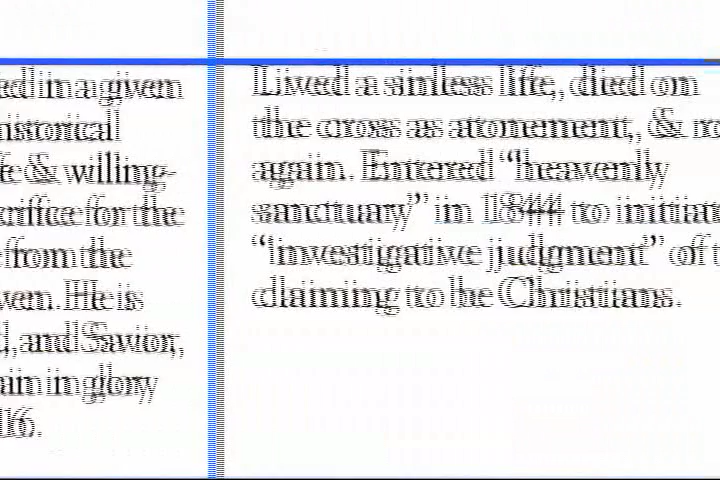 ed in a given
historical
fe & willing-
crifice for the
from the
ven. He is
d, and Savior,
ain in glory
16.
Lived a sinless life, died on
the cross as atonement, & ro
again. Entered “heavenly
sanctuary” in 1844 to initiat
“investigative judgment” of t
claiming to be Christians.